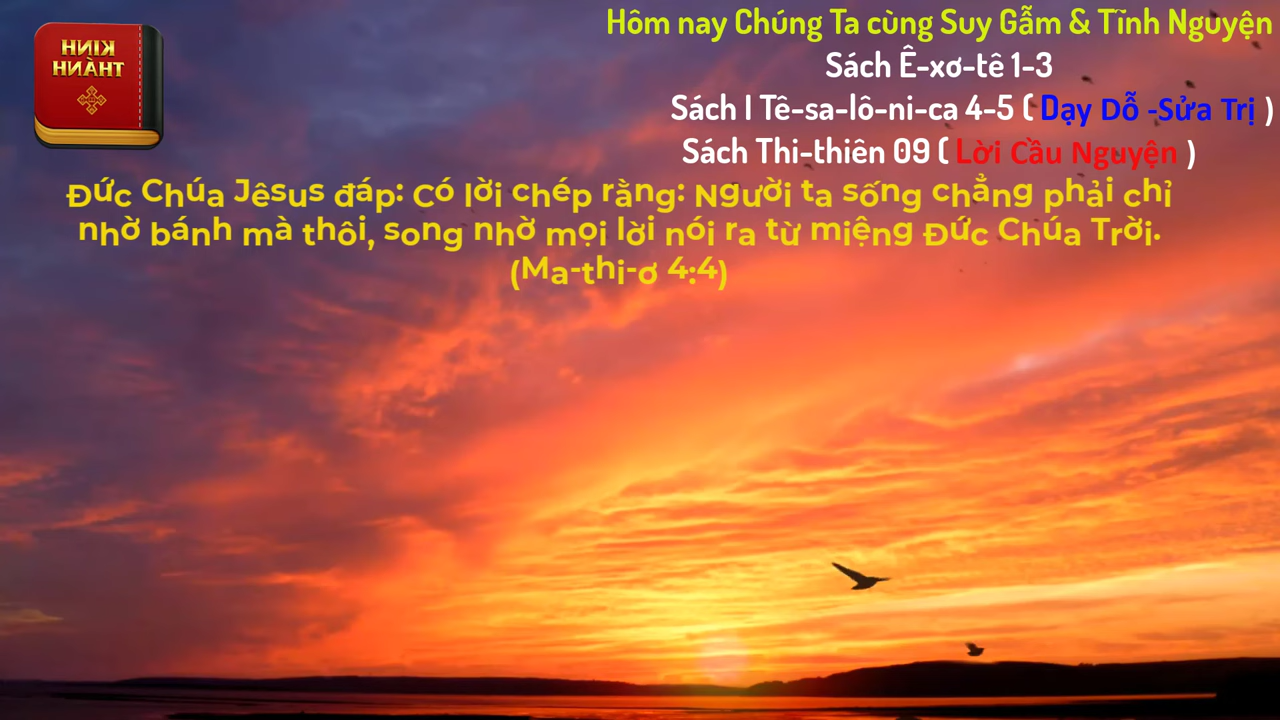 KINH
THÀNH
Hôm nay Chúng Ta cùng Suy Gẫm & Tĩnh Nguyện
Sách Ê-xơ-tê 1-3
Sách I Tê-sa-lô-ni-ca 4-5 ( Dạy Dỗ -Sửa Trị )
Sách Thi-thiên 09 ( Lời Cầu Nguyện )
Đức Chúa Jêsus đáp: Có lời chép rằng: Người ta sống chẳng phải chỉ
nhờ bánh mà thôi, song nhờ mọi lời nói ra từ miệng Đức Chúa Trời.
(Ma-thi-ơ 4:4)